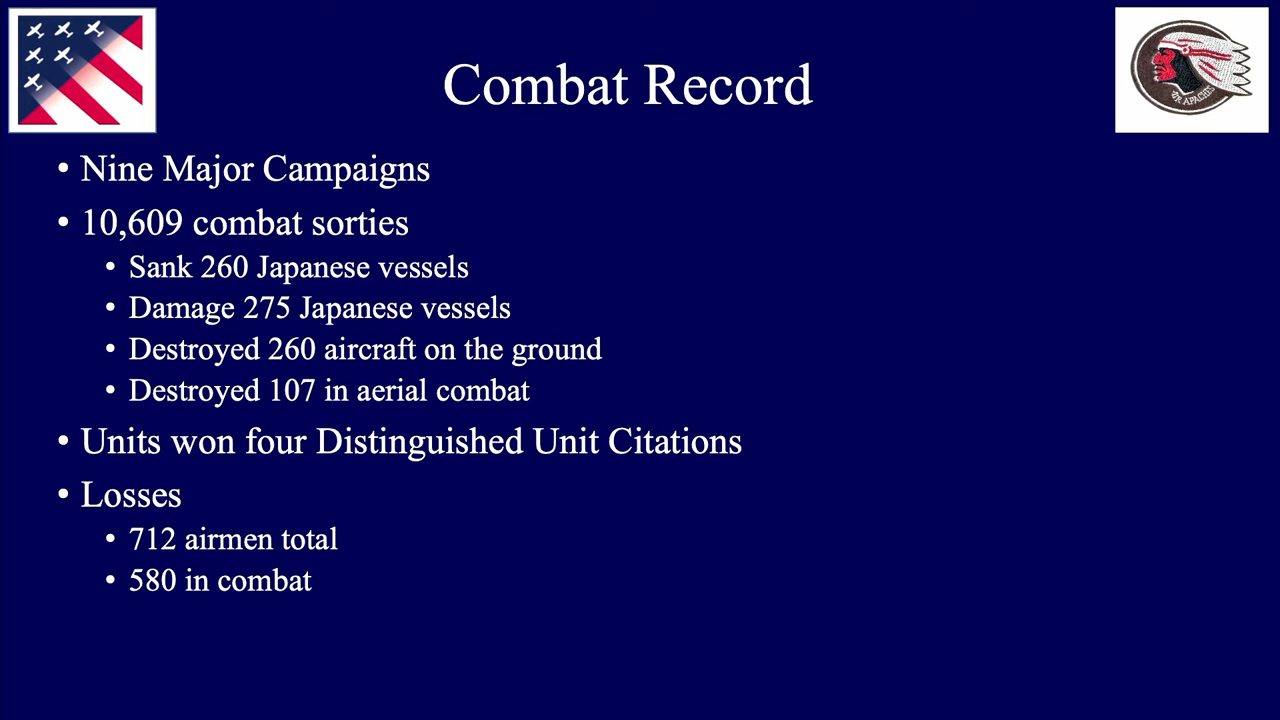 Combat Record
AIR APACHES
• Nine Major Campaigns
• 10,609 combat sorties
• Sank 260 Japanese vessels
• Damage 275 Japanese vessels
• Destroyed 260 aircraft on the ground
• Destroyed 107 in aerial combat
• Units won four Distinguished Unit Citations
• Losses
• 712 airmen total
• 580 in combat